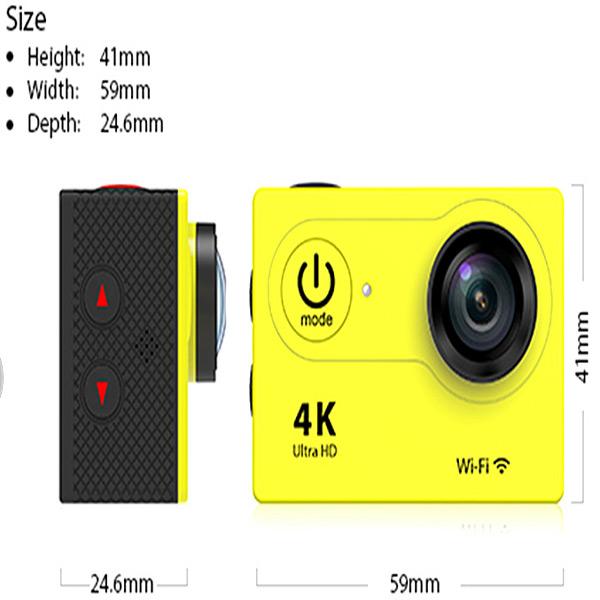 Size
• Height: 41mm
• Width: 59mm
• Depth: 24.6mm
mode
4K
Ultra HD
Wi-Fi
41mm
24.6mm
59mm